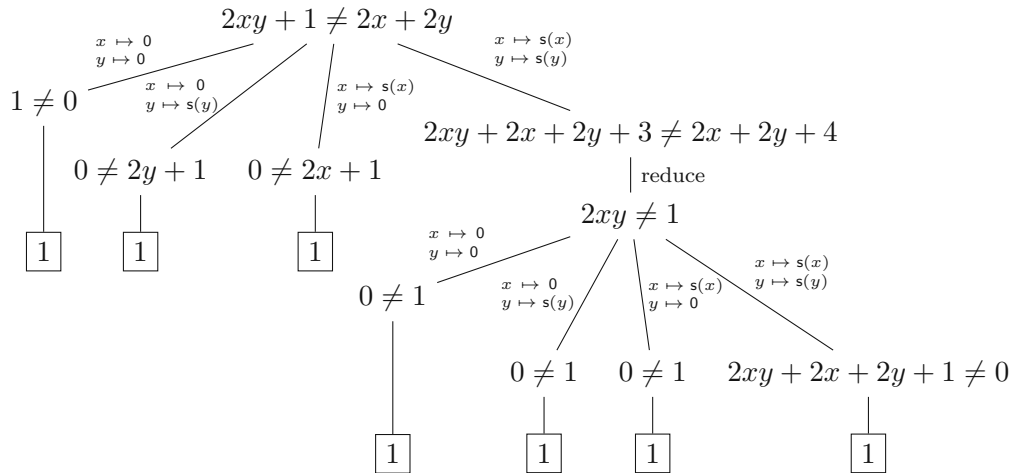 2xy + 1 ≠ 2x + 2y
x ↦ 0
y ↦ 0
x ↦ 0
y ↦ s(y)
x ↦ s(x)
y ↦ 0
x ↦ s(x)
y ↦ s(y)
1 ≠ 0
2xy + 2x + 2y + 3 ≠ 2x + 2y + 4
0 ≠ 2y + 1
0 ≠ 2x + 1
reduce
2xy ≠ 1
1
1
1
x ↦ 0
y ↦ 0
x ↦ 0
y ↦ s(y)
x ↦ s(x)
y ↦ 0
x ↦ s(x)
y ↦ s(y)
0 ≠ 1
0 ≠ 1
0 ≠ 1
2xy + 2x + 2y + 1 ≠ 0
1
1
1
1